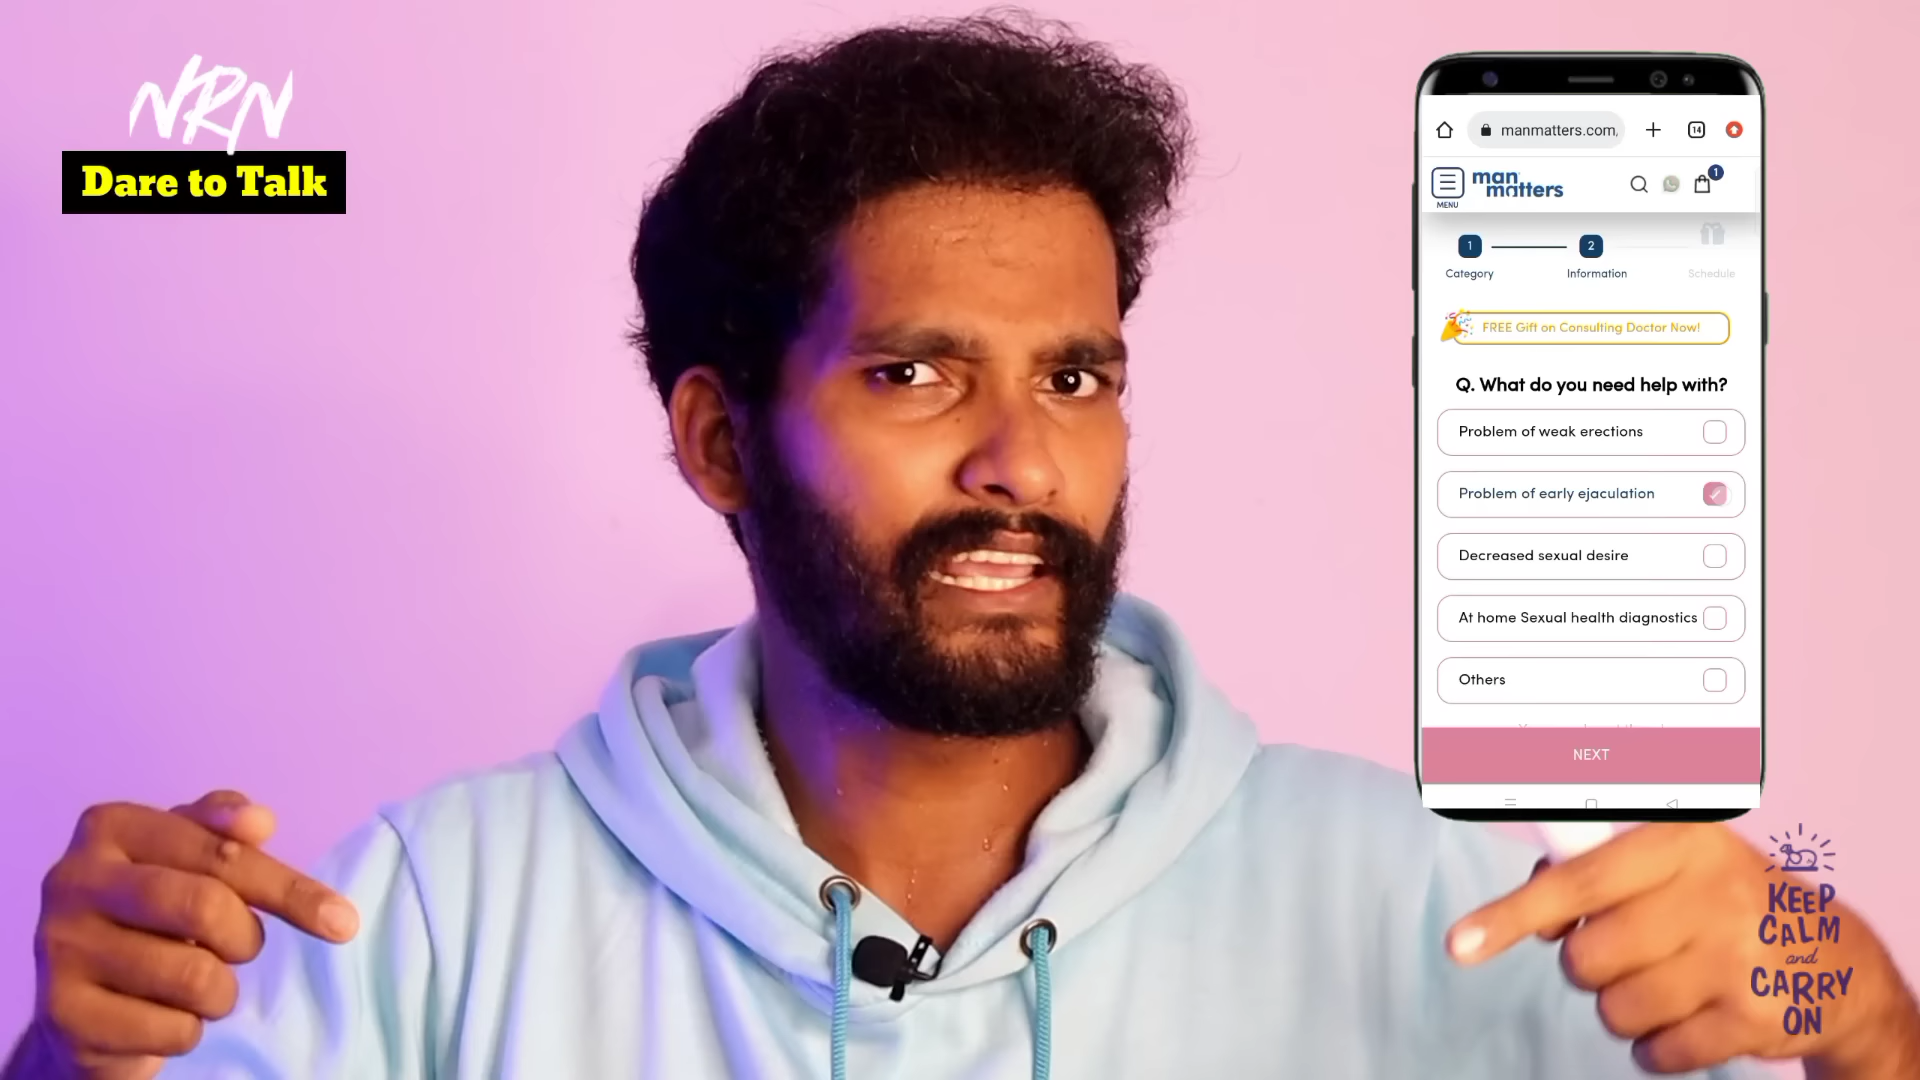 NRN
Dare to Talk
manmatters.com,
14
MENU
man
matters
1
1
2
Category
Information
Schedule
FREE Gift on Consulting Doctor Now!
Q. What do you need help with?
Problem of weak erections
Problem of early ejaculation
Decreased sexual desire
At home Sexual health diagnostics
Others
NEXT
KEEP
CALM
and
CARRY
ON